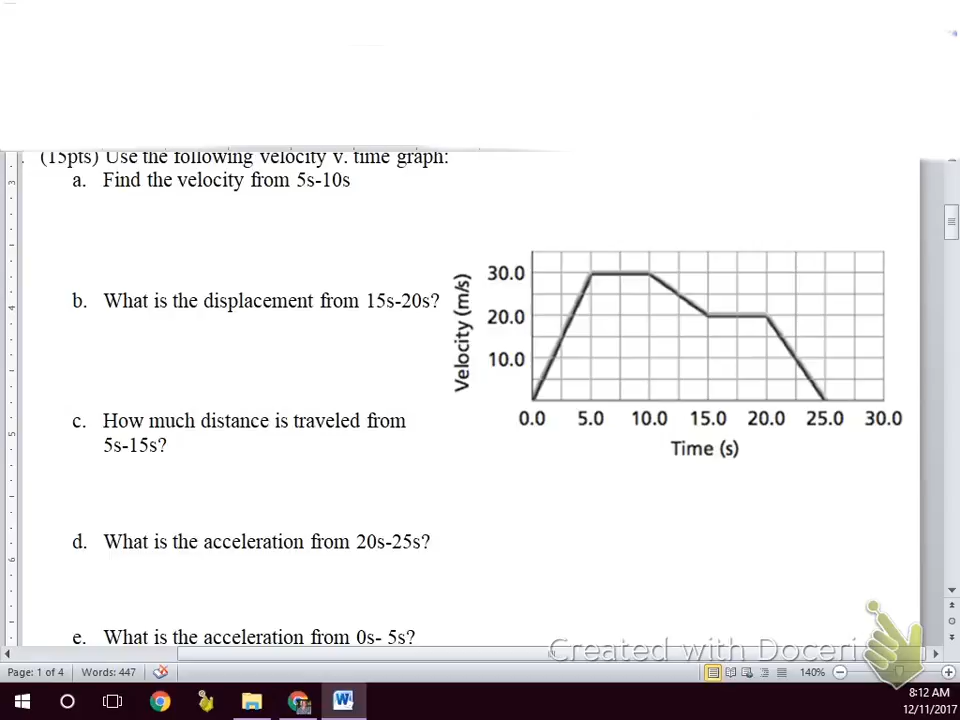 (15pts) Use the following velocity v. time graph:
a. Find the velocity from 5s-10s
b. What is the displacement from 15s-20s?
c. How much distance is traveled from
5s-15s?
d. What is the acceleration from 20s-25s?
e. What is the acceleration from 0s- 5s?
Velocity (m/s)
30.0
20.0
10.0
0.0 5.0 10.0 15.0 20.0 25.0 30.0
Time (s)
3
4
5
6
Created with Doceri
Page: 1 of 4 Words: 447 140%
W
8:12 AM
12/11/2017